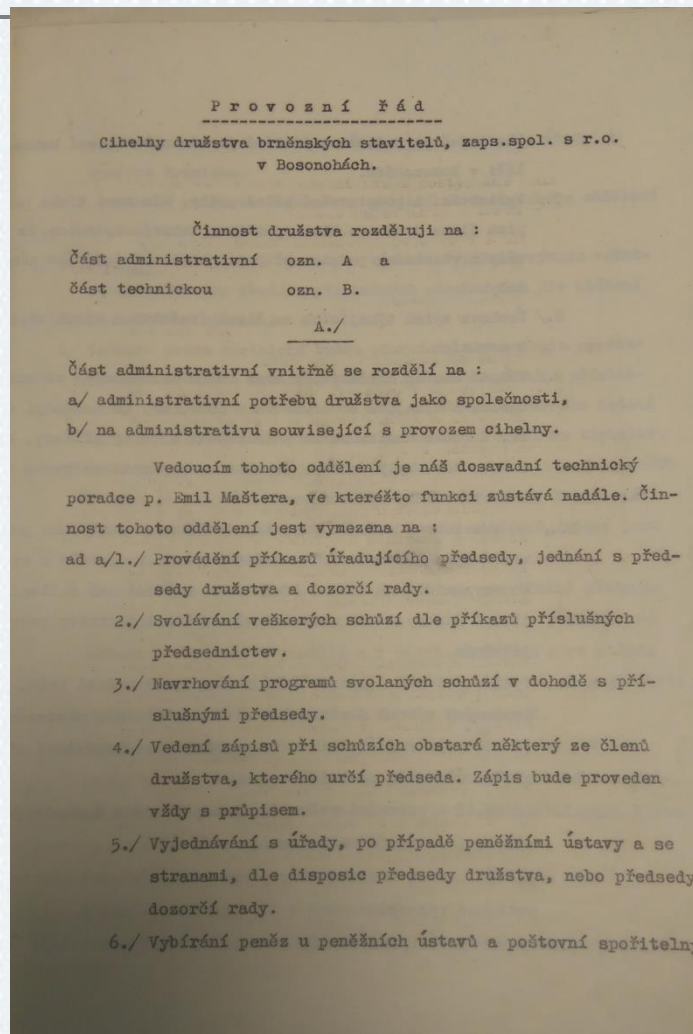 Provozní řád
Cihelny družstva brněnských stavitelů, zaps.spol. s r.o.
v Bosonohách.
Činnost družstva rozděluji na :
Část administrativní ozn. A a
část technickou ozn. B.
A./
Část administrativní vnitřně se rozdělí na :
a/ administrativní potřebu družstva jako společnosti,
b/ na administrativu související s provozem cihelny.
Vedoucím tohoto oddělení je náš dosavadní technický
poradce p. Emil Maštera, ve kteréžto funkci zůstává nadále. Čin-
nost tohoto oddělení jest vymezena na :
ad a/1./ Provádění příkazů úřadujícího předsedy, jednání s před-
sedy družstva a dozorčí rady.
2./ Svolávání veškerých schůzí dle příkazů příslušných
předsednictev.
3./ Navrhování programů svolaných schůzí v dohodě s pří-
slušnými předsedy.
4./ Vedení zápisů při schůzích obstará některý ze členů
družstva, kterého určí předseda. Zápis bude proveden
vždy s průpisem.
5./ Vyjednávání s úřady, po případě peněžními ústavy a se
stranami, dle disposic předsedy družstva, nebo předsedy
dozorčí rady.
6./ Vybírání peněz u peněžních ústavů a poštovní spořitelny